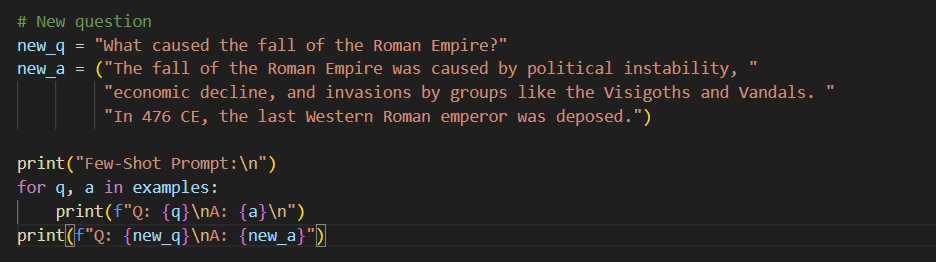 # New question
new_q = "What caused the fall of the Roman Empire?"
new_a = ("The fall of the Roman Empire was caused by political instability, "
"economic decline, and invasions by groups like the Visigoths and Vandals. "
"In 476 CE, the last Western Roman emperor was deposed.")
print("Few-Shot Prompt:\n")
for q, a in examples:
print(f"Q: {q}\nA: {a}\n")
print(f"Q: {new_q}\nA: {new_a}")